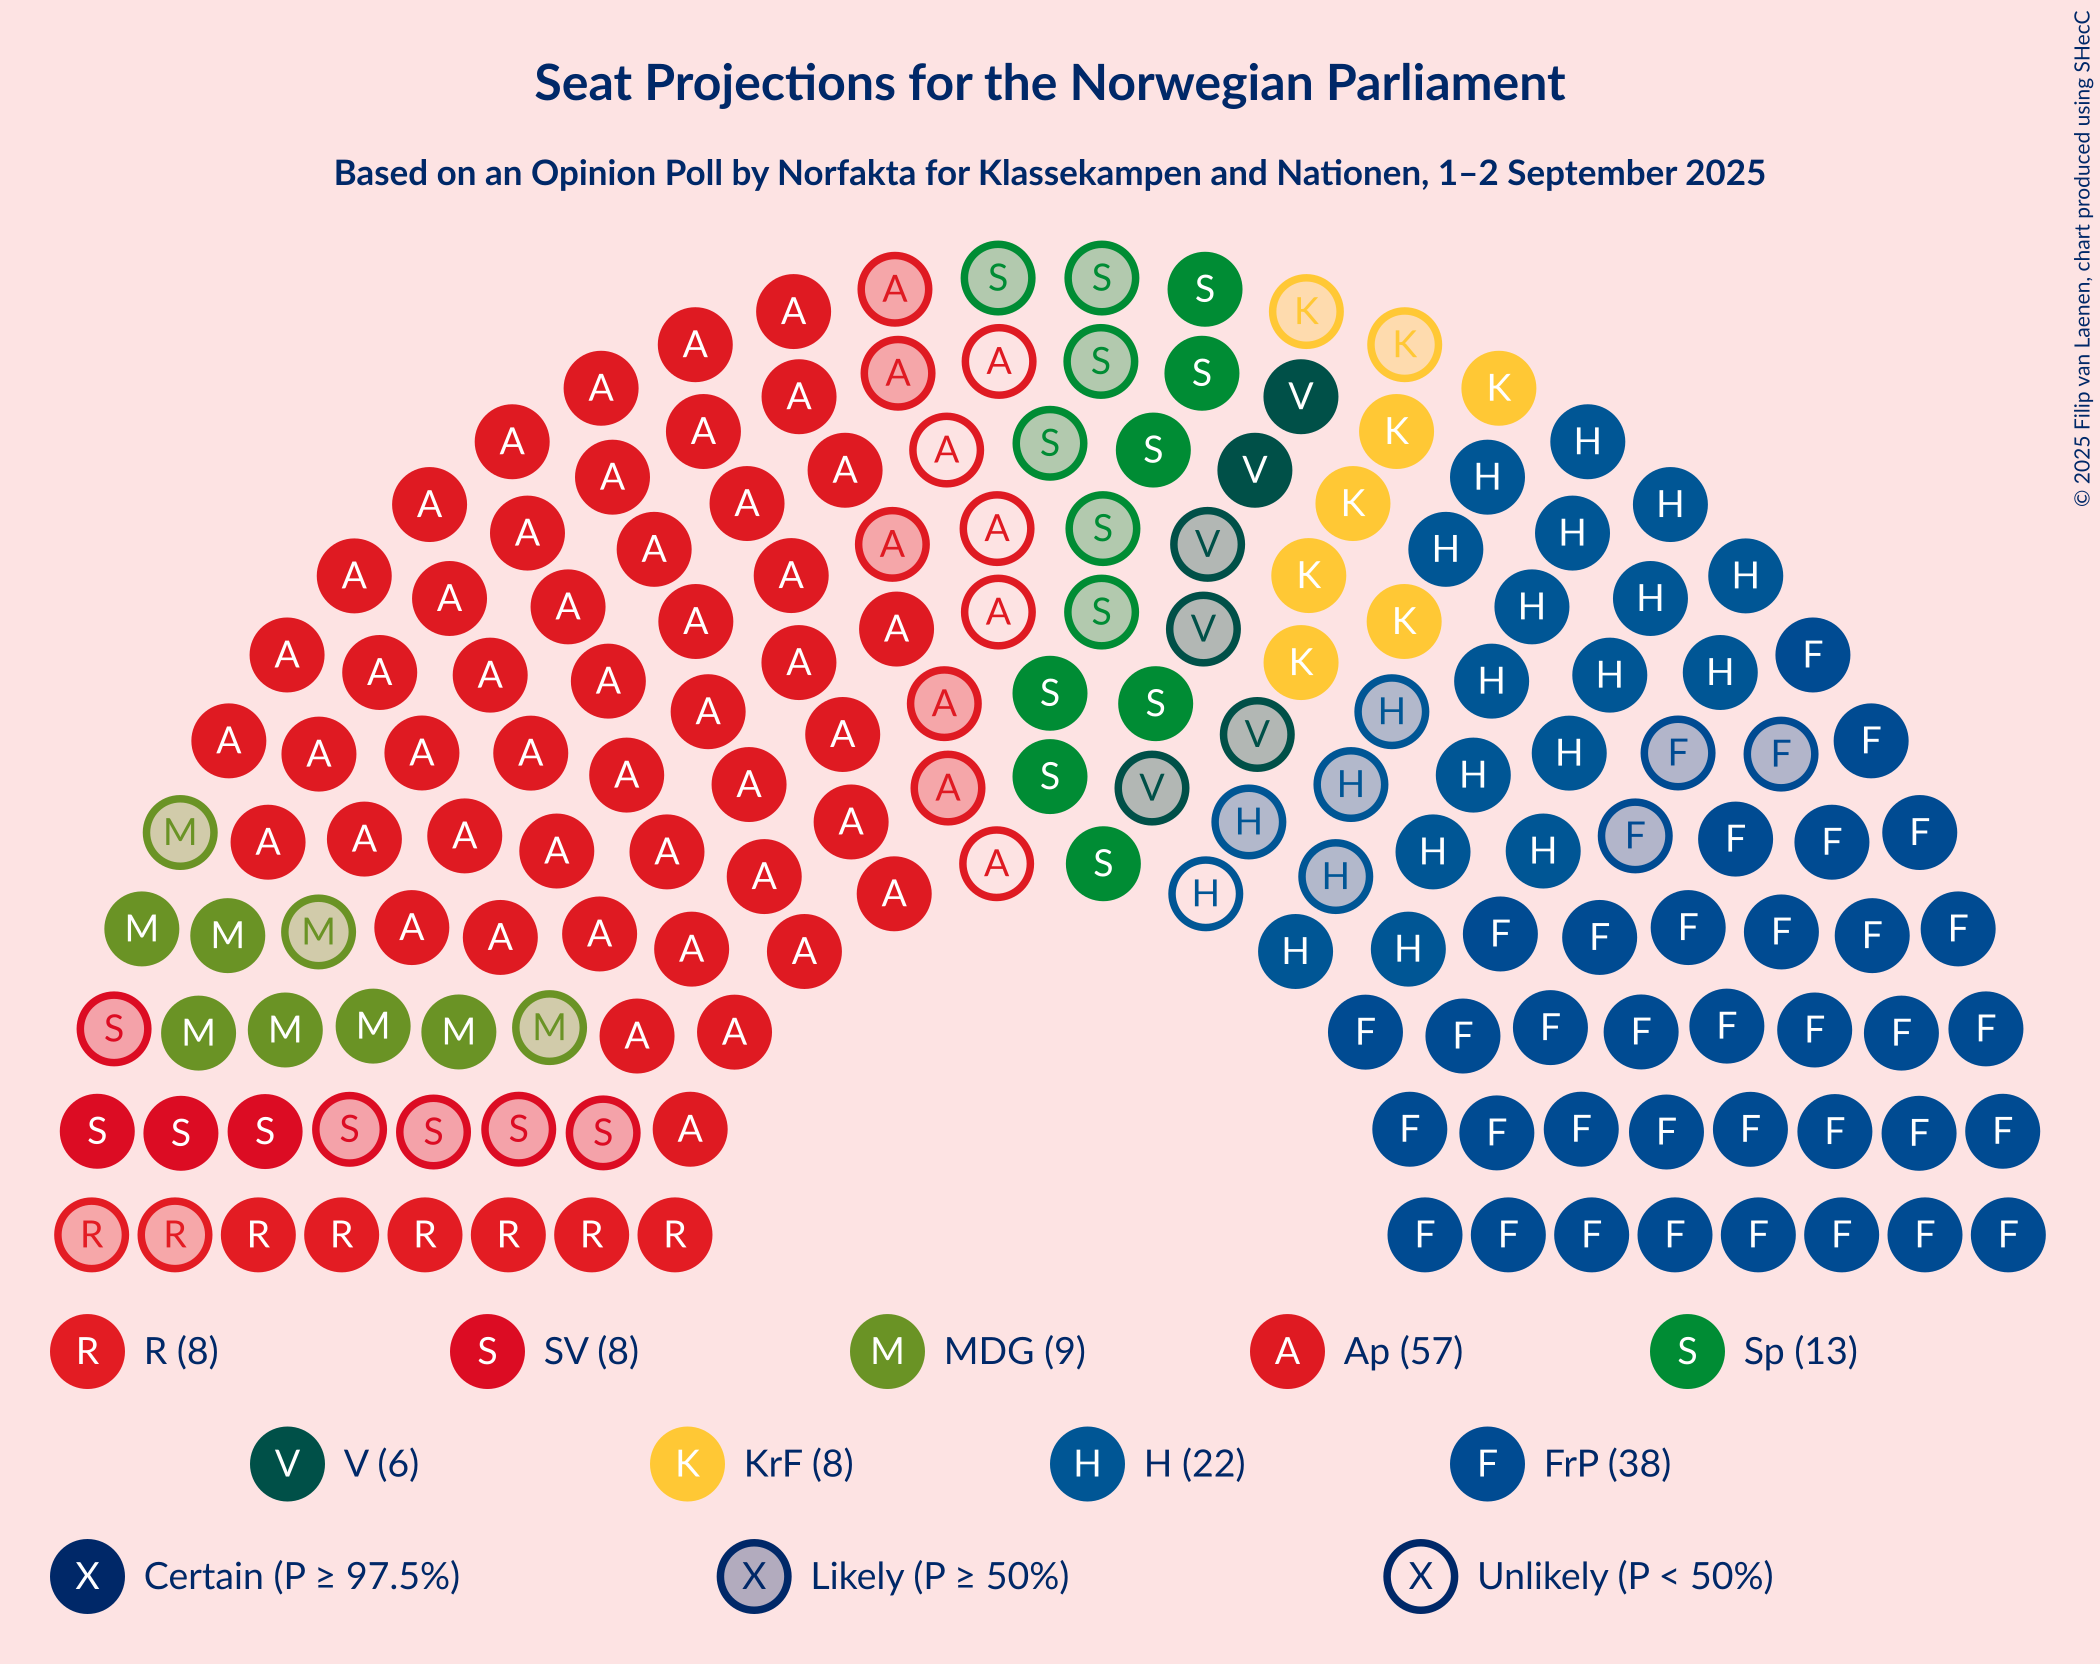 Seat Projections for the Norwegian Parliament
Based on an Opinion Poll by Norfakta for Klassekampen and Nationen, 1–2 September 2025
© 2025 Filip van Laenen, chart produced using SHecC
A S S
A A S K
A K
A A A S S K
A A V
A A K H
A A S S H
A A A V K H
A A S V H
A A A A S K H H
A A A V K H
A A A A S H H
A A A V K H
A A A K H F
A A A A S S H H H
A A A A V H F F F
A A A A S V H H
M A A A A A H H F F F F
A A A A S H H H
M M M A A A A A A H H H F F F F F F
S M M M M M A A F F F F F F F F
S S S S S S S A F F F F F F F F
R R R R R R R R F F F F F F F F
R R (8) S SV (8) M MDG (9) A Ap (57) S Sp (13)
V V (6) K KrF (8) H H (22) F FrP (38)
X Certain (P ≥ 97.5%) X Likely (P ≥ 50%) X Unlikely (P < 50%)